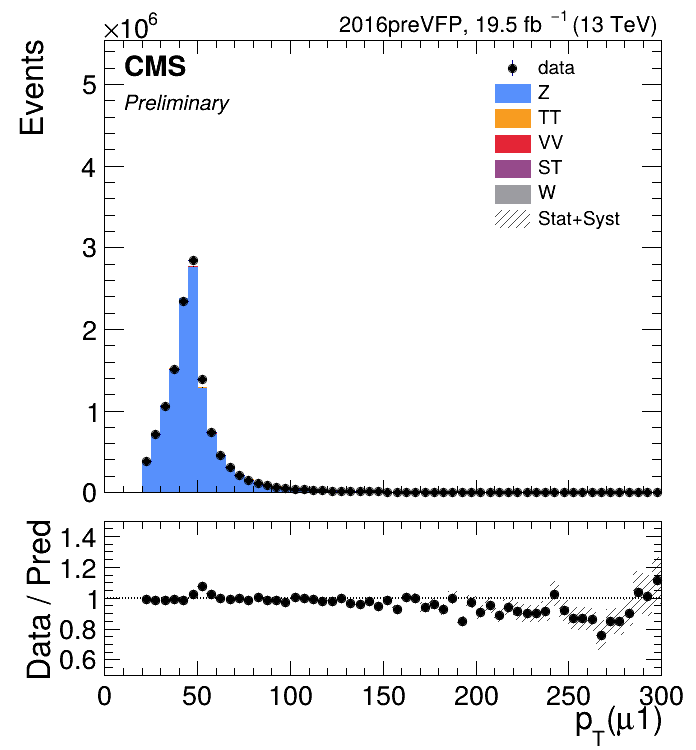 ×10⁶
2016preVFP, 19.5 fb ⁻¹ (13 TeV)
CMS
Preliminary
Events
data
Z
TT
VV
ST
W
Stat+Syst
5
4
3
2
1
0
Data / Pred
1.4
1.2
1
0.8
0.6
0 50 100 150 200 250 300
p_T(μ1)